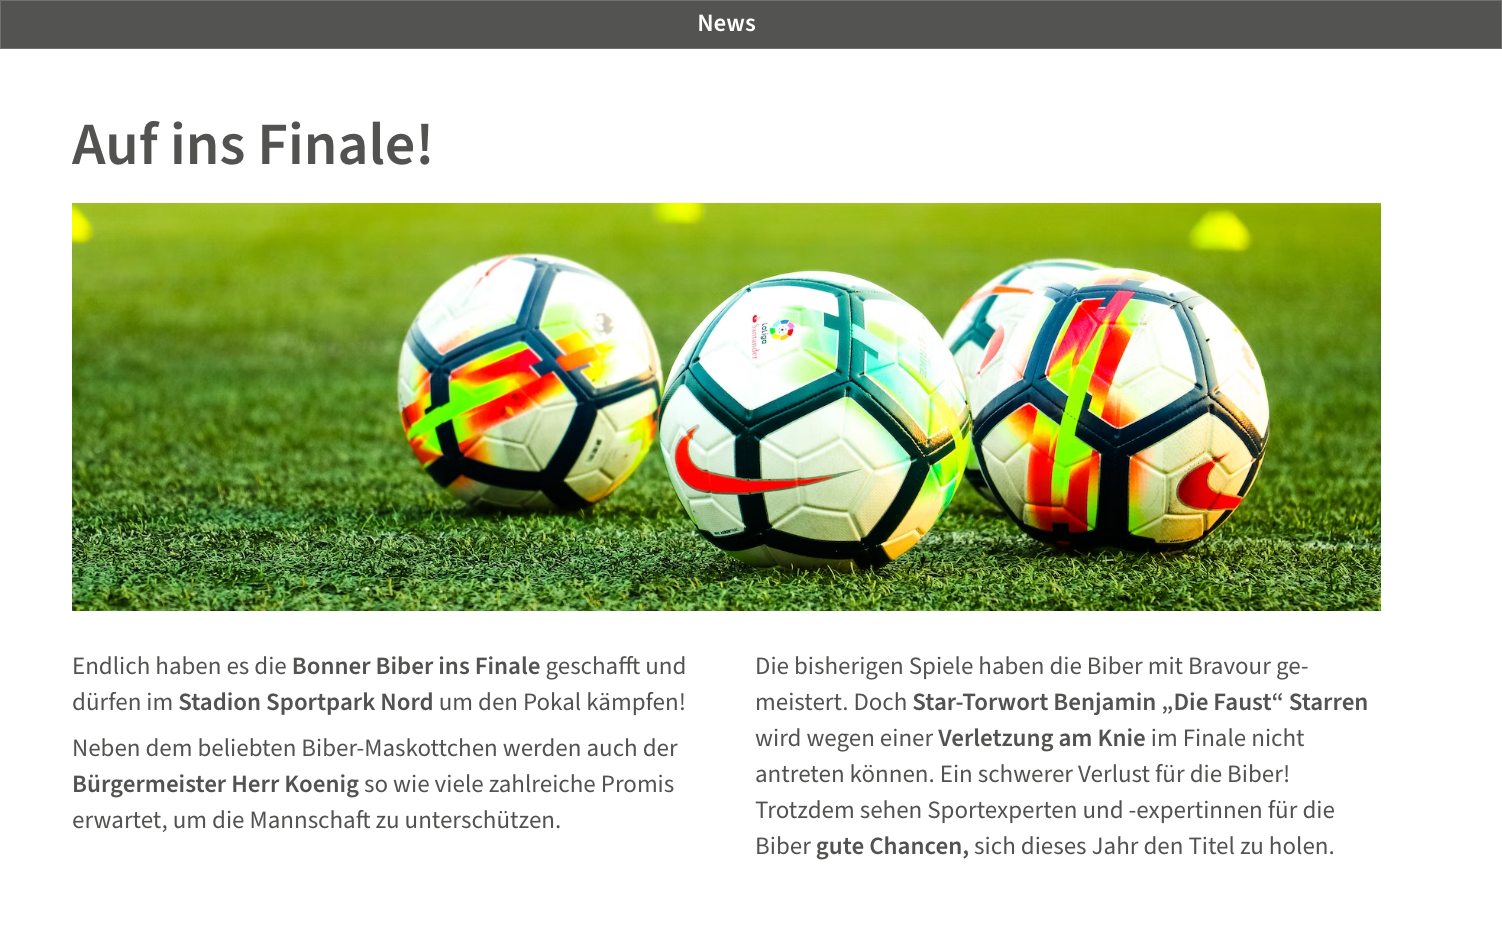 News
Auf ins Finale!
LaLiga
Santander
Endlich haben es die Bonner Biber ins Finale geschafft und
dürfen im Stadion Sportpark Nord um den Pokal kämpfen!
Neben dem beliebten Biber-Maskottchen werden auch der
Bürgermeister Herr Koenig so wie viele zahlreiche Promis
erwartet, um die Mannschaft zu unterschützen.
Die bisherigen Spiele haben die Biber mit Bravour ge-
meistert. Doch Star-Torwort Benjamin „Die Faust“ Starren
wird wegen einer Verletzung am Knie im Finale nicht
antreten können. Ein schwerer Verlust für die Biber!
Trotzdem sehen Sportexperten und -expertinnen für die
Biber gute Chancen, sich dieses Jahr den Titel zu holen.